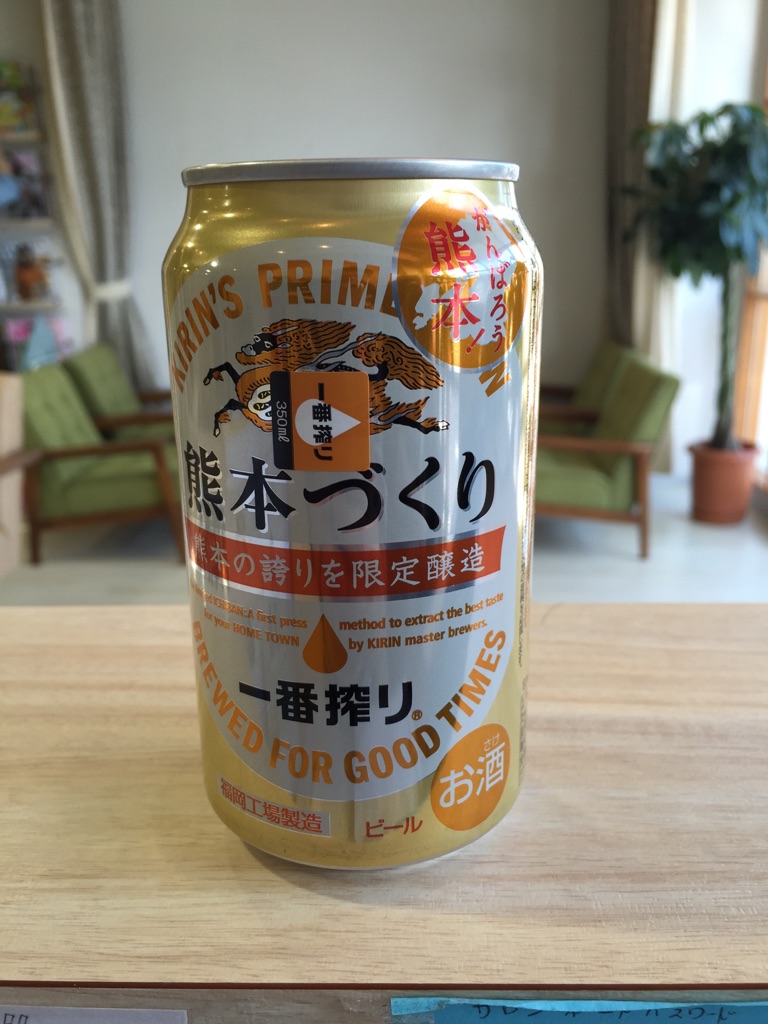 がんばろう
熊本!
KIRIN'S PRIME
N
一番搾り
350ml
熊本づくり
熊本の誇りを限定醸造
ICHIBAN: A first press
for your HOME TOWN
method to extract the best taste
by KIRIN master brewers.
一番搾り®
BREWED FOR GOOD TIMES
さけ
お酒
福岡工場製造
ビール